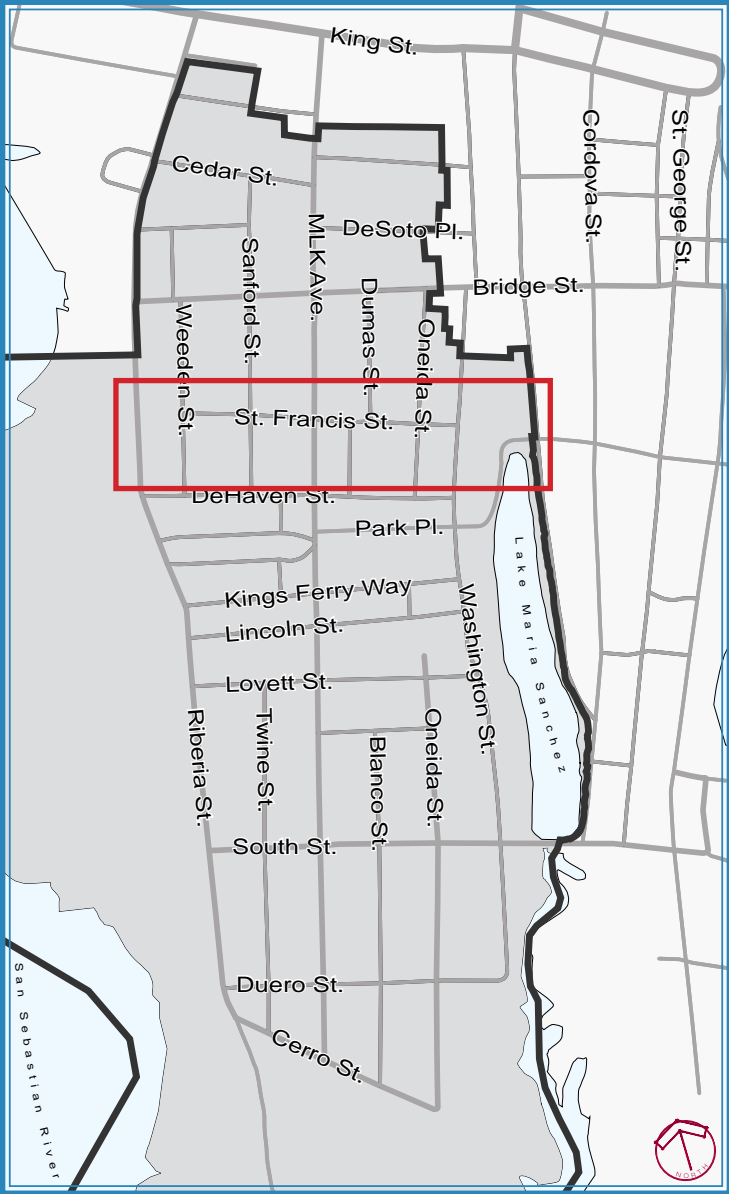 King St.
Cedar St.
Cordova St.
St. George St.
MLK Ave.
DeSoto Pl.
Sanford St.
Bridge St.
Dumas St.
Weeden St.
Oneida St.
St. Francis St.
DeHaven St.
Park Pl.
Lake Maria Sanchez
Kings Ferry Way
Washington St.
Lincoln St.
Lovett St.
Riberia St.
Twine St.
Blanco St.
Oneida St.
South St.
San Sebastian River
Duero St.
Cerro St.
NORTH